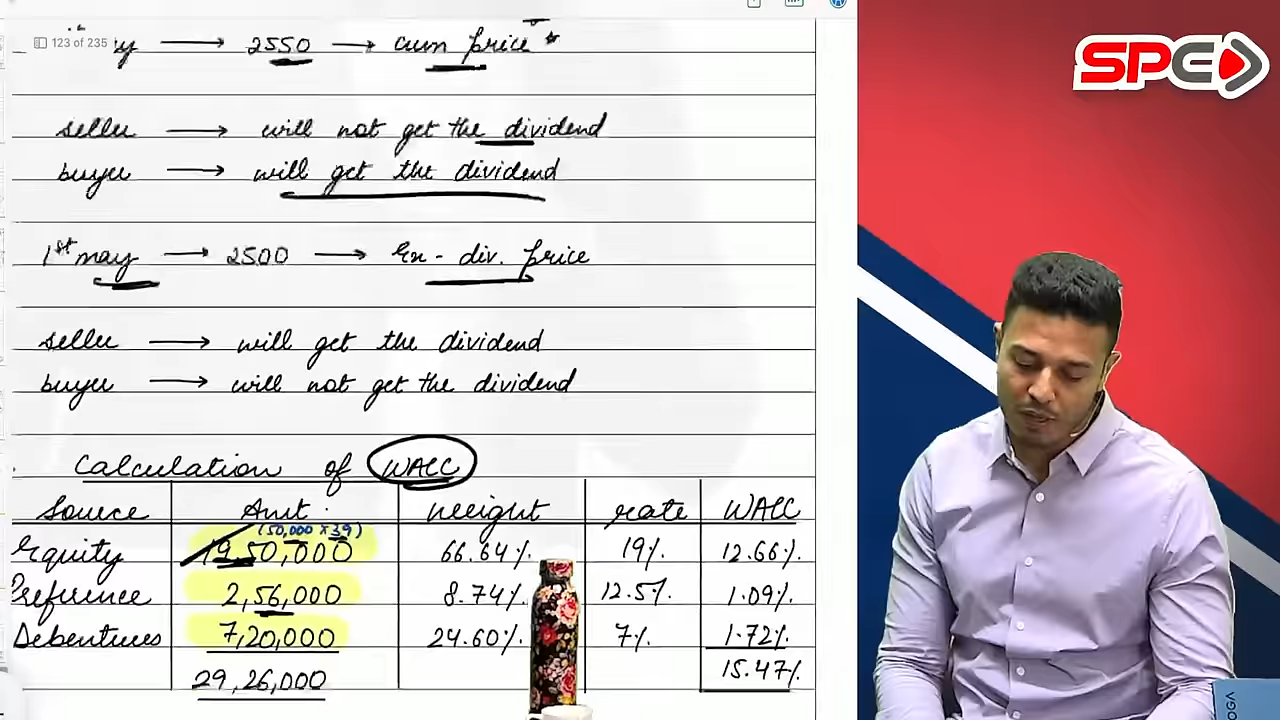 123 of 235
2550 → cum price *
seller → will not get the dividend
buyer → will get the dividend
1st may → 2500 → Ex - div. price
seller → will get the dividend
buyer → will not get the dividend
Calculation of WACC
Source Amt. Weight rate WACC
(50,000 × 39)
Equity 19,50,000 66.64%. 19%. 12.66%.
Preference 2,56,000 8.74%. 12.5%. 1.09%.
Debentures 7,20,000 24.60%. 7%. 1.72%.
29,26,000 15.47%.
SPC